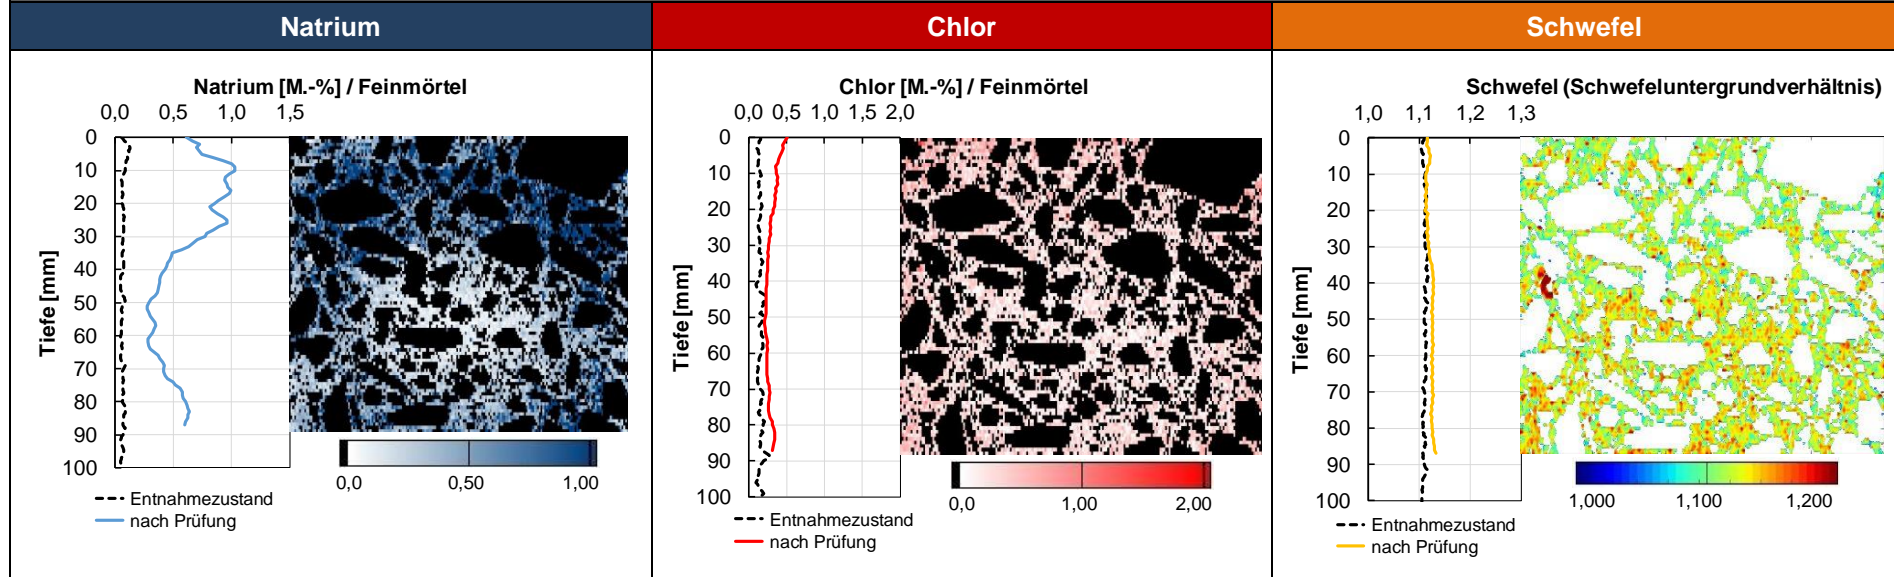 Natrium
Natrium [M.-%] / Feinmörtel
0,0 0,5 1,0 1,5
Tiefe [mm]
0
10
20
30
40
50
60
70
80
90
100
0,0 0,50 1,00
Entnahmezustand
nach Prüfung
Chlor
Chlor [M.-%] / Feinmörtel
0,0 0,5 1,0 1,5 2,0
Tiefe [mm]
0
10
20
30
40
50
60
70
80
90
100
0,0 1,00 2,00
Entnahmezustand
nach Prüfung
Schwefel
Schwefel (Schwefeluntergrundverhältnis)
1,0 1,1 1,2 1,3
Tiefe [mm]
0
10
20
30
40
50
60
70
80
90
100
1,000 1,100 1,200
Entnahmezustand
nach Prüfung